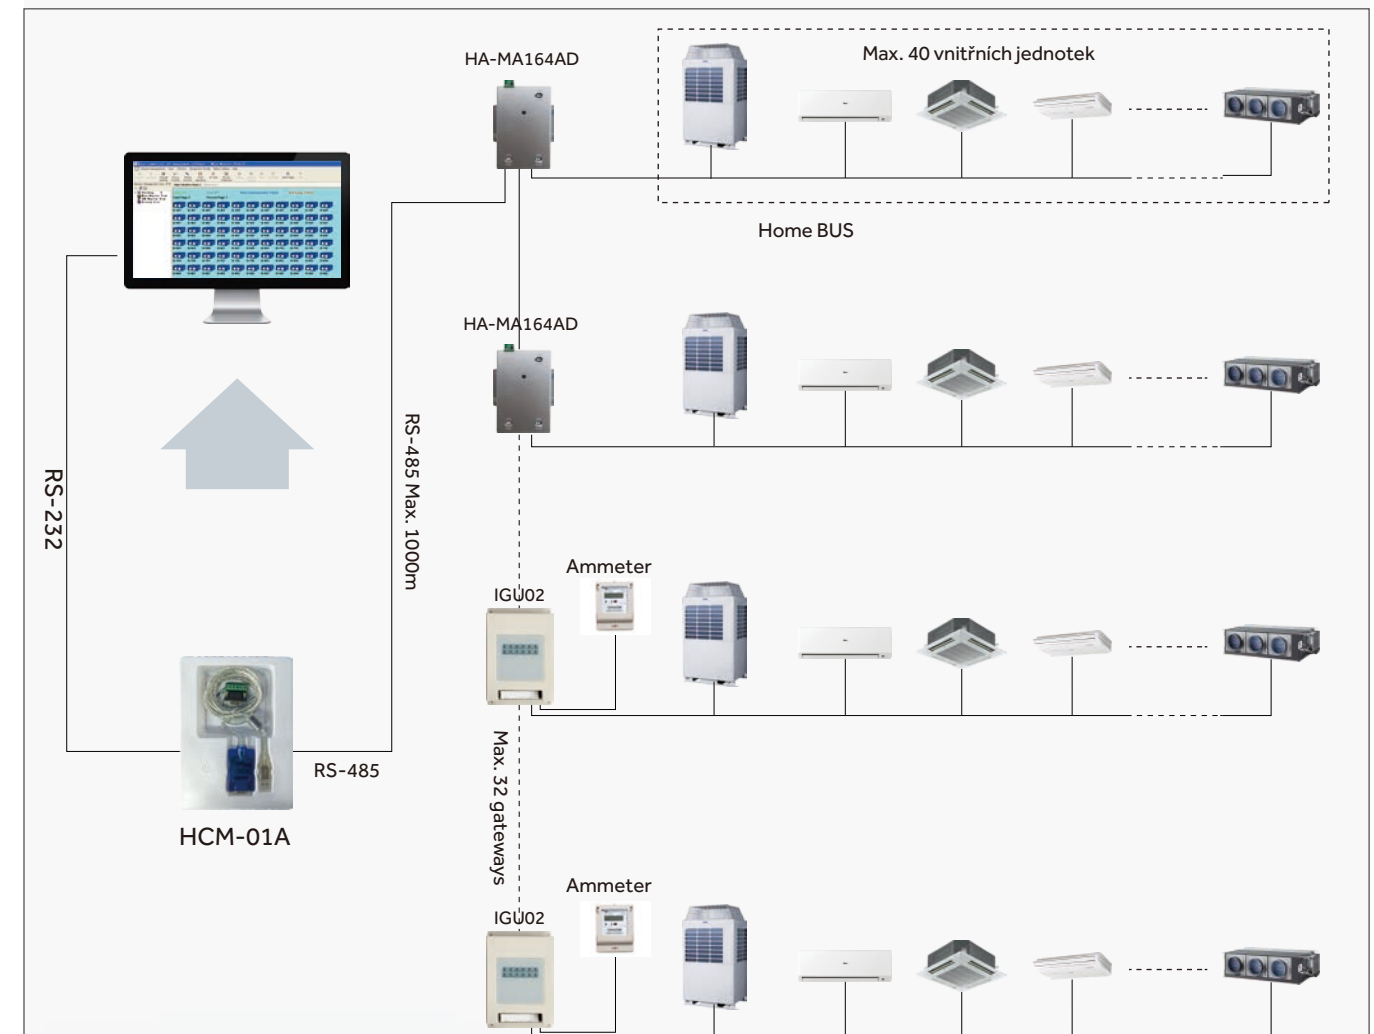 HA-MA164AD
Max. 40 vnitřních jednotek
Home BUS
HA-MA164AD
RS-232
RS-485 Max. 1000m
Ammeter
IGU02
RS-485
HCM-01A
Max. 32 gateways
Ammeter
IGU02